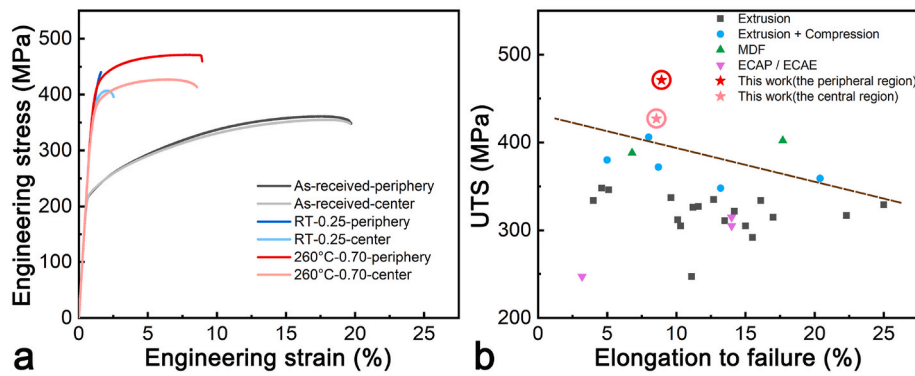 Engineering stress (MPa)
500
400
300
200
100
0
As-received-periphery
As-received-center
RT-0.25-periphery
RT-0.25-center
260°C-0.70-periphery
260°C-0.70-center
0 5 10 15 20 25
Engineering strain (%)
a
UTS (MPa)
500
400
300
200
Extrusion
Extrusion + Compression
MDF
ECAP / ECAE
This work(the peripheral region)
This work(the central region)
0 5 10 15 20 25
Elongation to failure (%)
b